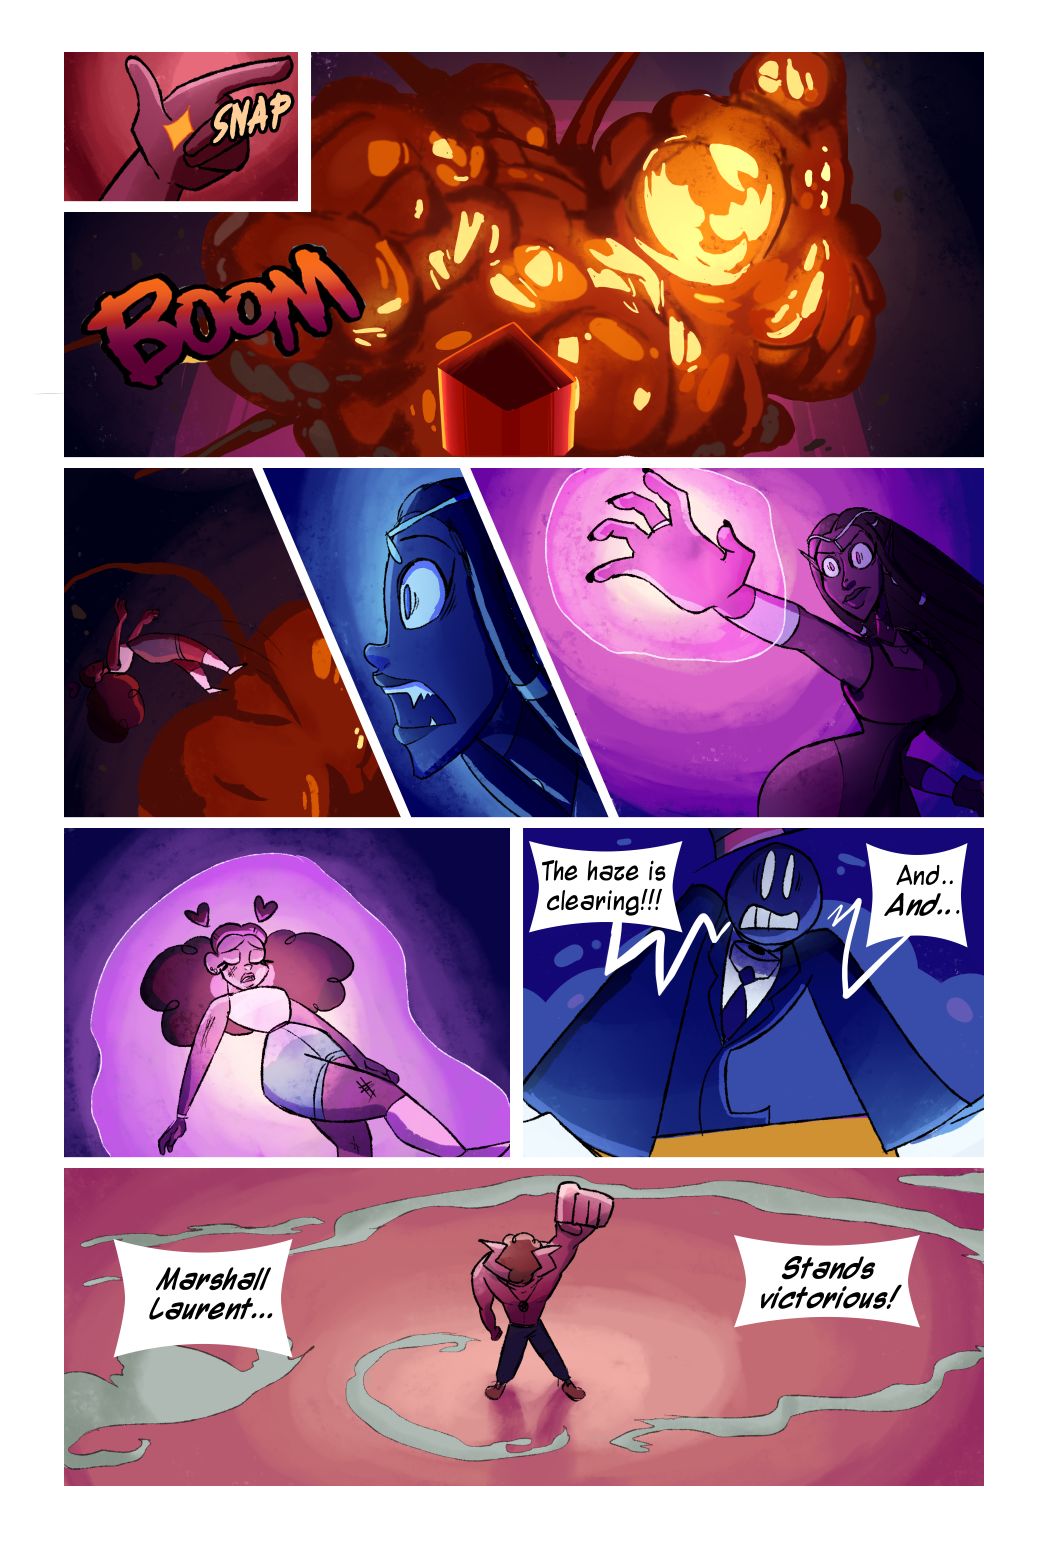 SNAP
BOOM
The haze is
clearing!!!
And..
And...
Marshall
Laurent...
Stands
victorious!